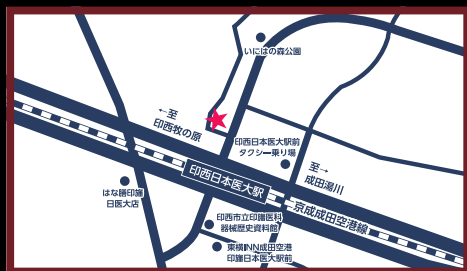 いにはの森公園
←至
印西牧の原
印西日本医大駅前
タクシー乗り場
至→
成田湯川
印西日本医大駅
はな膳印旛
日医大店
京成成田空港線
印西市立印旛医科
器械歴史資料館
東横INN成田空港
印旛日本医大駅前